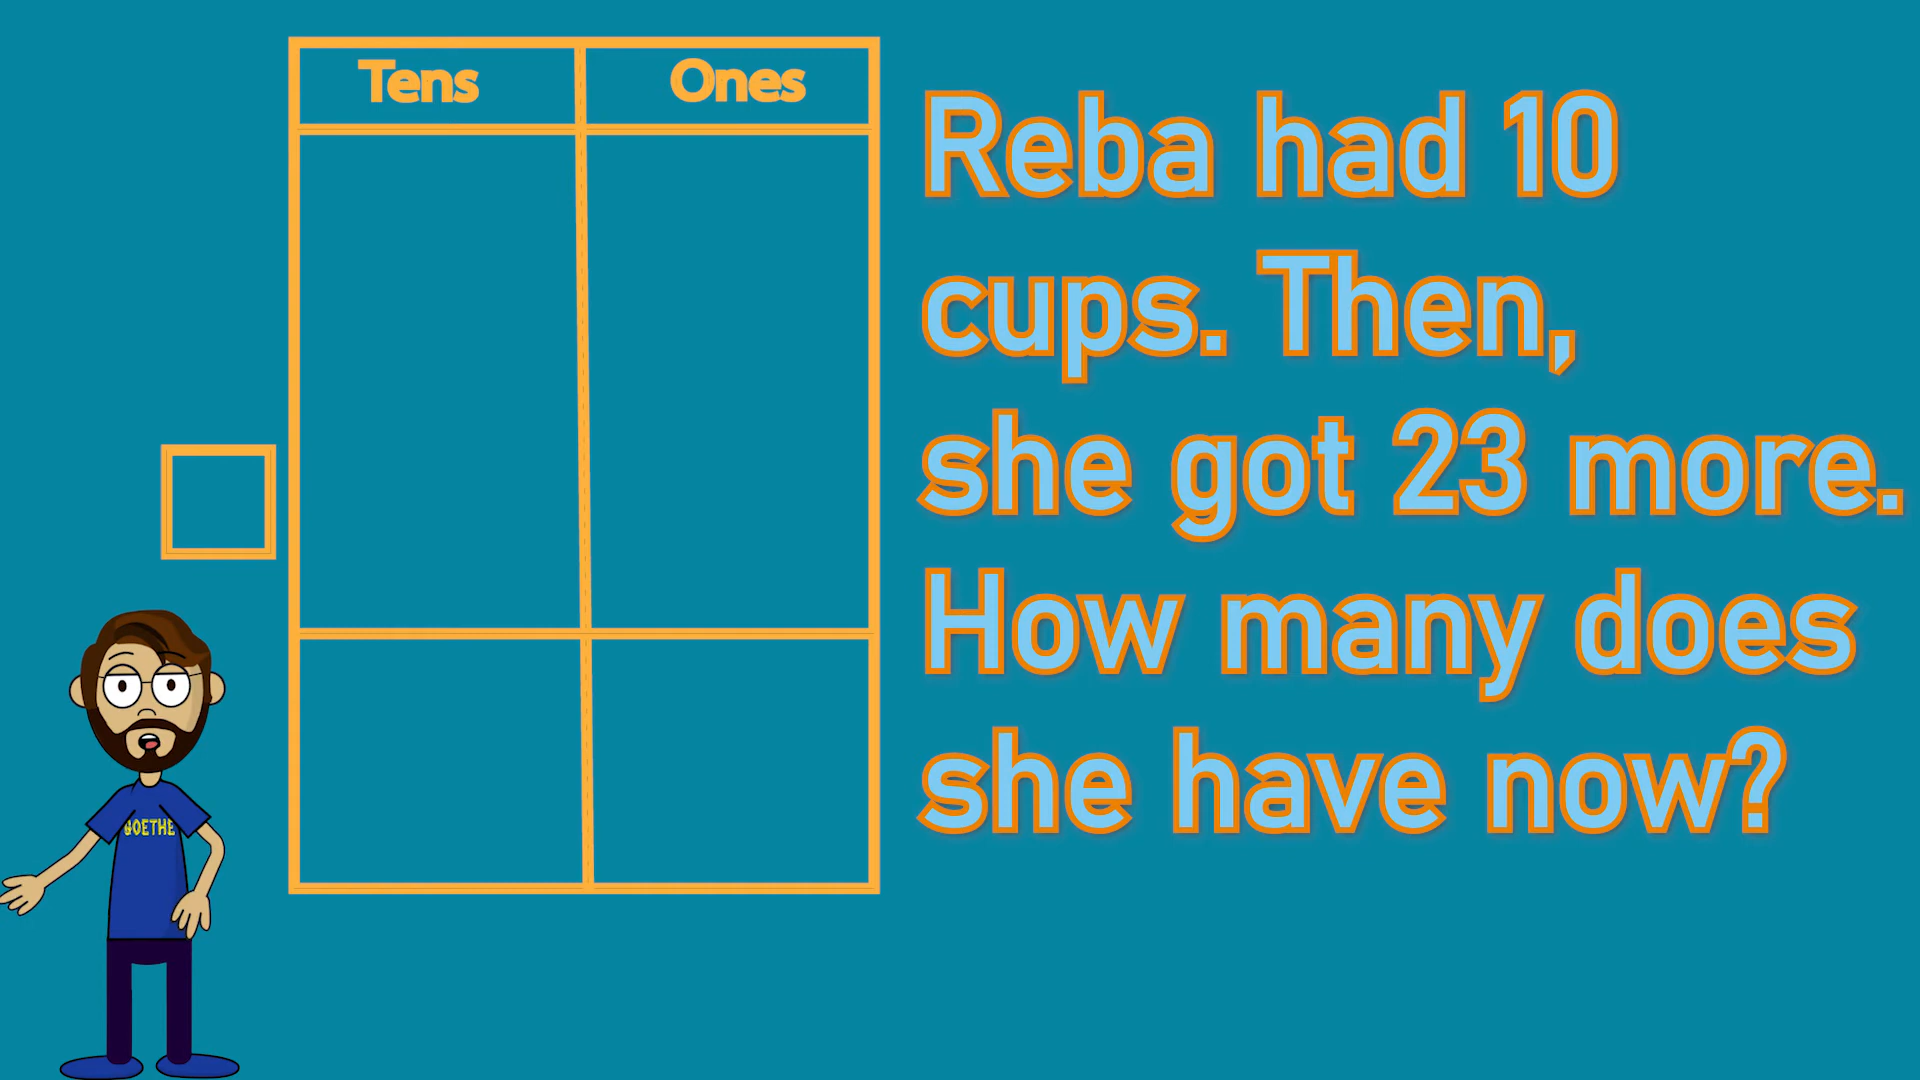 Tens Ones
Reba had 10
cups. Then,
she got 23 more.
How many does
she have now?
GOETHE